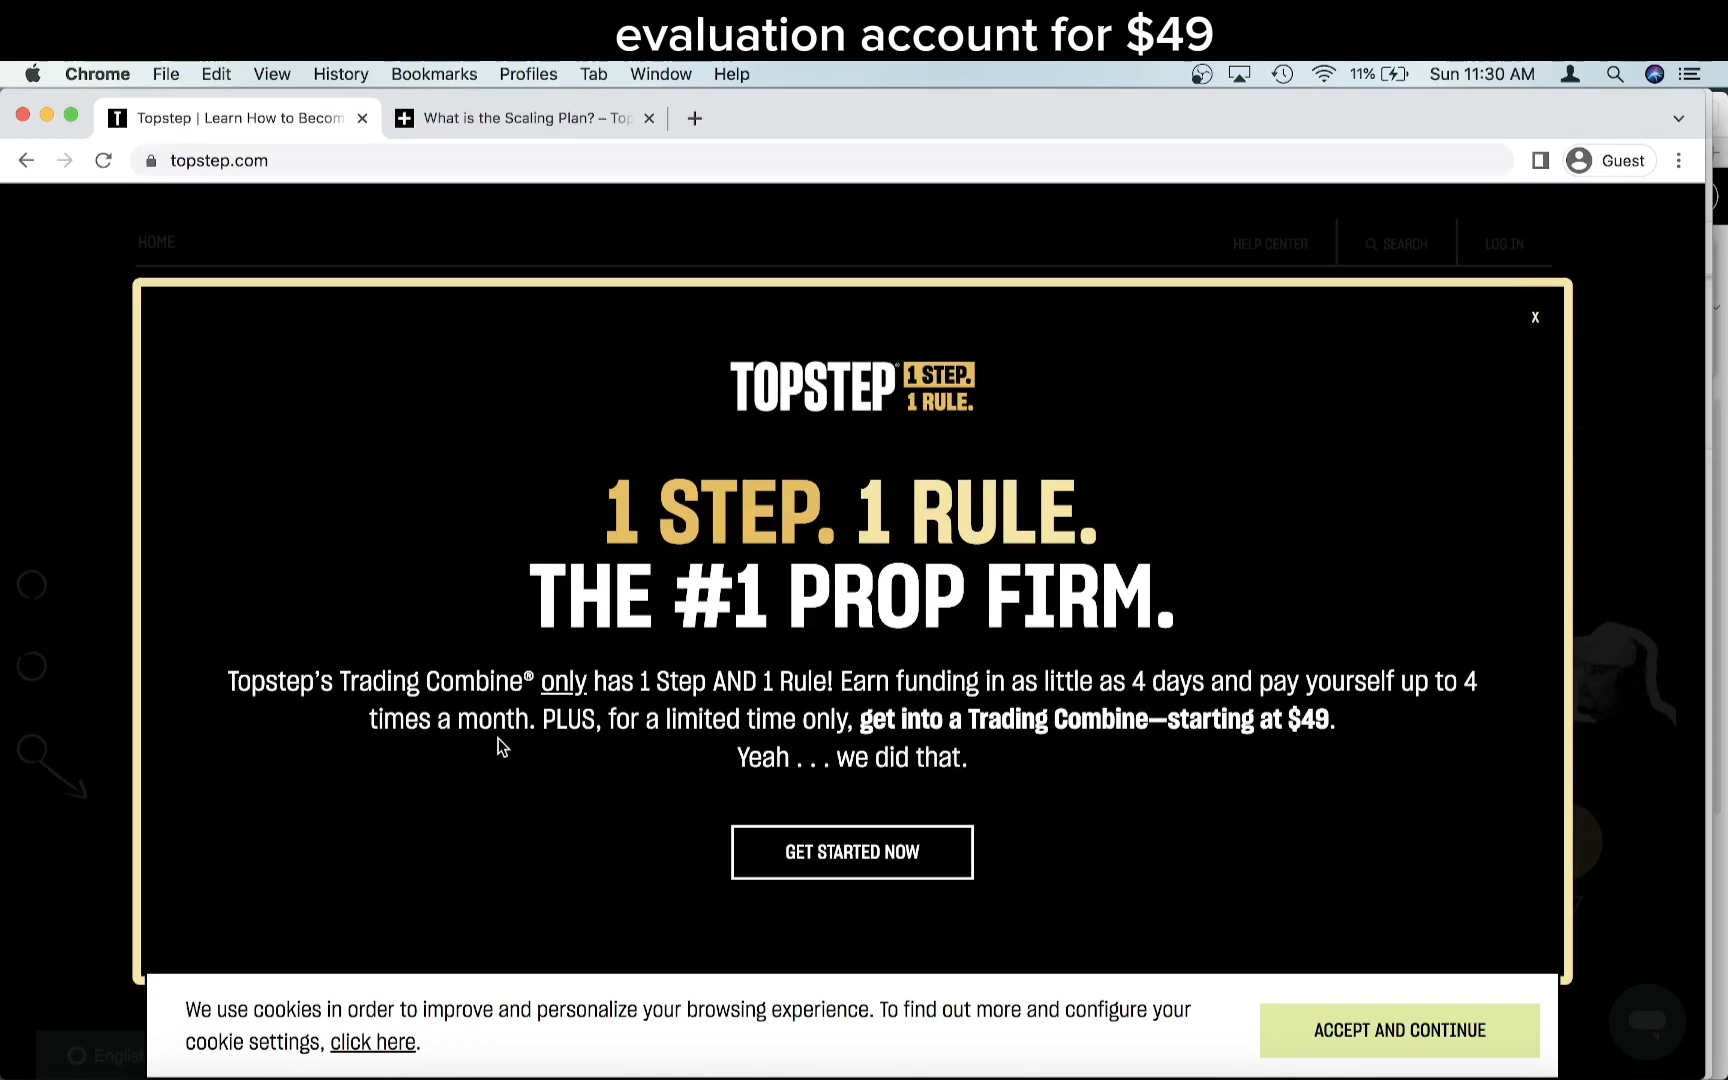 evaluation account for $49
Chrome File Edit View History Bookmarks Profiles Tab Window Help 11% Sun 11:30 AM
Topstep | Learn How to Becom What is the Scaling Plan? – Top
topstep.com Guest
HOME HELP CENTER SEARCH LOG IN
X
TOPSTEP® 1 STEP.
1 RULE.
1 STEP. 1 RULE.
THE #1 PROP FIRM.
Topstep's Trading Combine® only has 1 Step AND 1 Rule! Earn funding in as little as 4 days and pay yourself up to 4
times a month. PLUS, for a limited time only, get into a Trading Combine—starting at $49.
Yeah . . . we did that.
GET STARTED NOW
We use cookies in order to improve and personalize your browsing experience. To find out more and configure your
cookie settings, click here.
ACCEPT AND CONTINUE
English